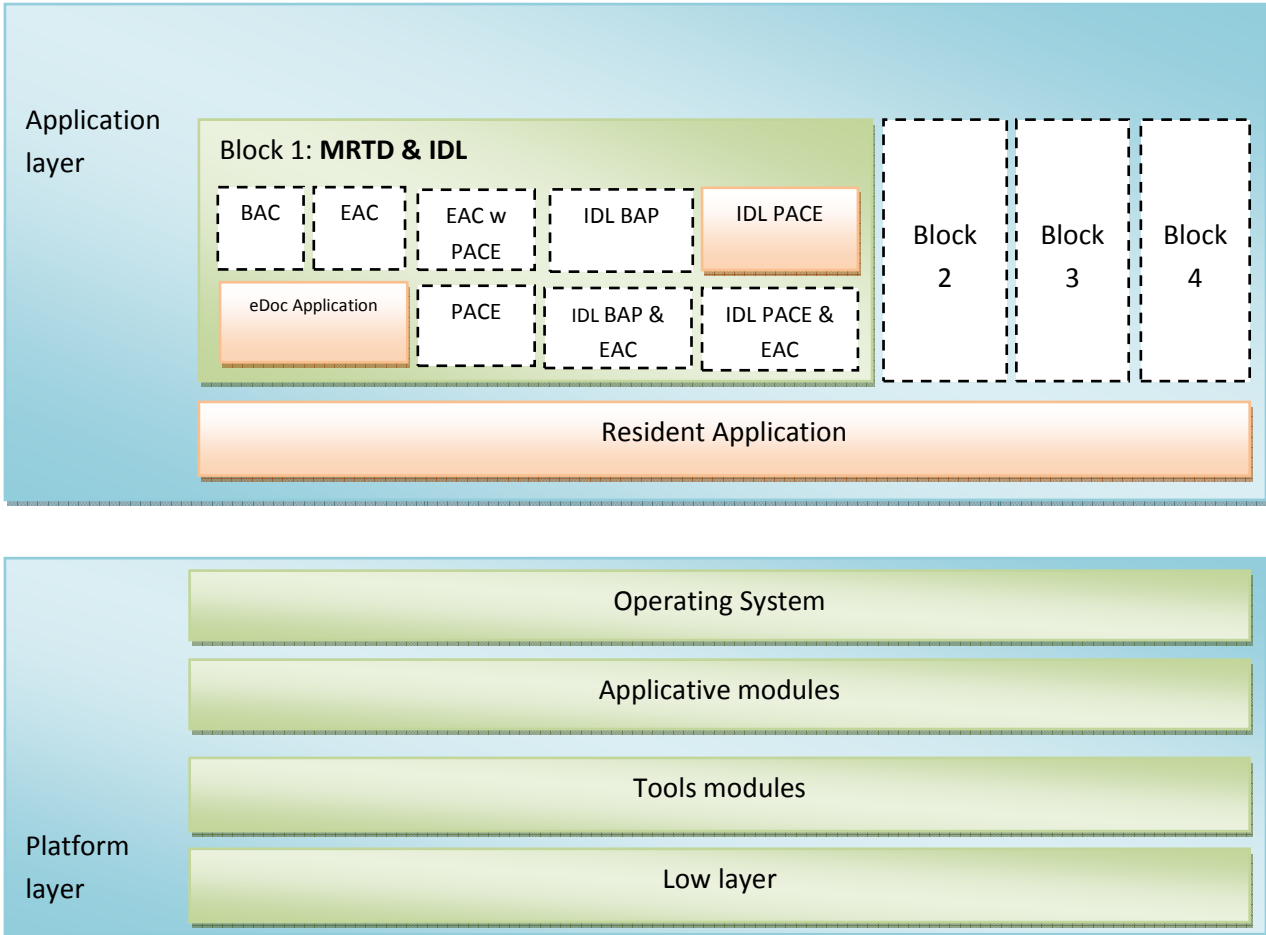 Application
layer
Block 1: MRTD & IDL
BAC
EAC
EAC w
PACE
IDL BAP
IDL PACE
eDoc Application
PACE
IDL BAP &
EAC
IDL PACE &
EAC
Block
2
Block
3
Block
4
Resident Application
Operating System
Applicative modules
Tools modules
Platform
layer
Low layer